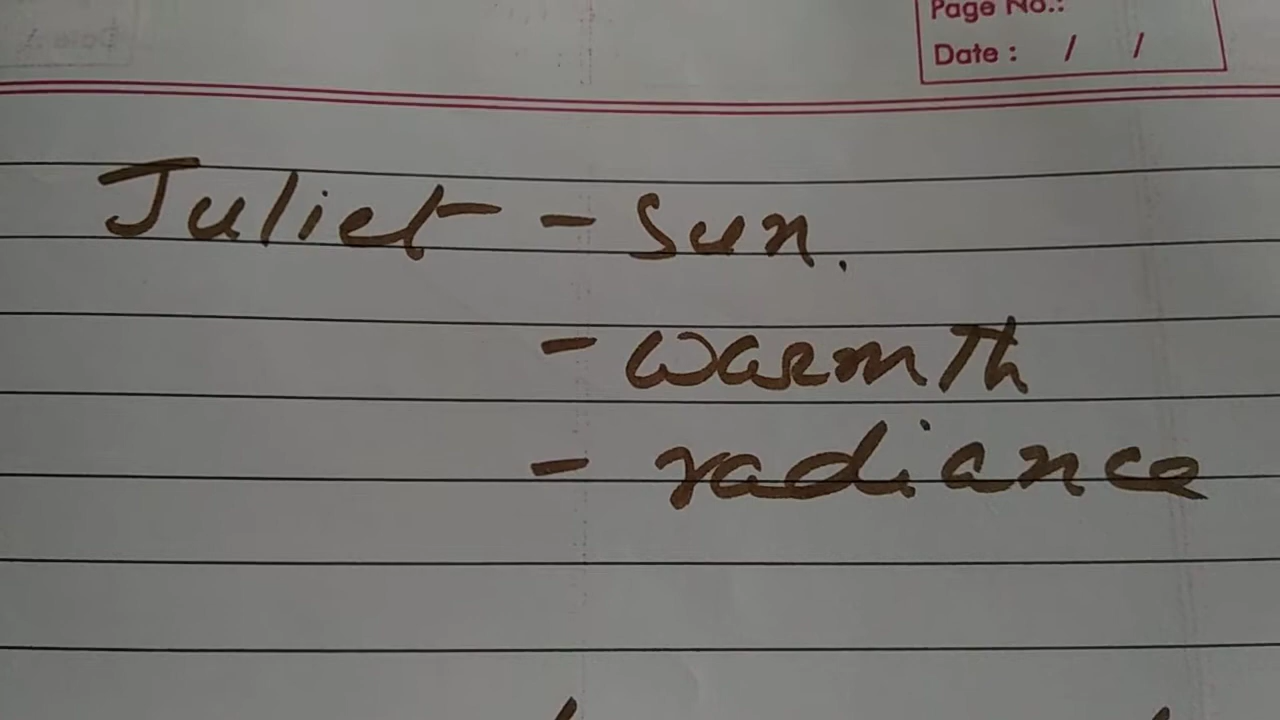 Page No.:
Date : / /
Juliet - Sun.
- warmth
- radiance